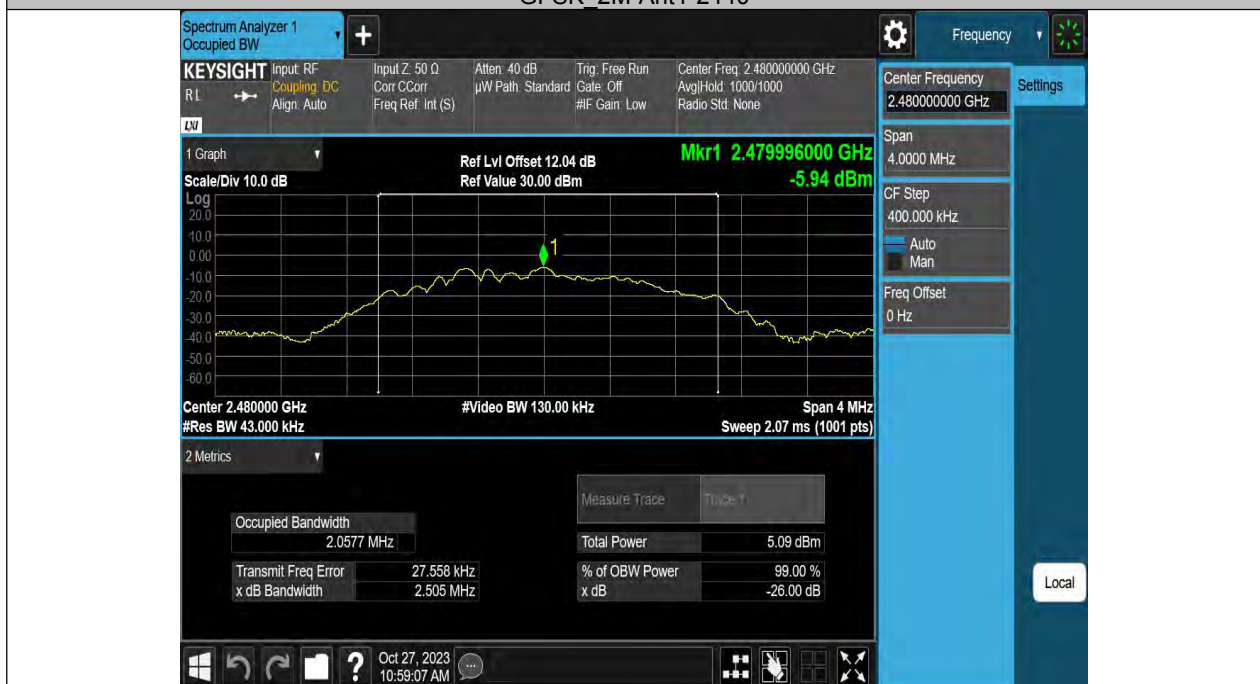 Spectrum Analyzer 1
Occupied BW
+
Frequency
KEYSIGHT
RL
LXI
Input: RF
Coupling: DC
Align: Auto
Input Z: 50 Ω
Corr CCorr
Freq Ref: Int (S)
Atten: 40 dB
µW Path: Standard
Trig: Free Run
Gate: Off
#IF Gain: Low
Center Freq: 2.480000000 GHz
Avg|Hold: 1000/1000
Radio Std: None
Center Frequency
2.480000000 GHz
Settings
Span
4.0000 MHz
CF Step
400.000 kHz
Auto
Man
Freq Offset
0 Hz
1 Graph
Scale/Div 10.0 dB
Ref Lvl Offset 12.04 dB
Ref Value 30.00 dBm
Mkr1 2.479996000 GHz
-5.94 dBm
Log
20.0
10.0
0.00
-10.0
-20.0
-30.0
-40.0
-50.0
-60.0
1
Center 2.480000 GHz
#Res BW 43.000 kHz
#Video BW 130.00 kHz
Span 4 MHz
Sweep 2.07 ms (1001 pts)
2 Metrics
Measure Trace
Trace 1
Occupied Bandwidth
2.0577 MHz
Total Power 5.09 dBm
Transmit Freq Error 27.558 kHz
% of OBW Power 99.00 %
x dB Bandwidth 2.505 MHz
x dB -26.00 dB
Local
?
Oct 27, 2023
10:59:07 AM